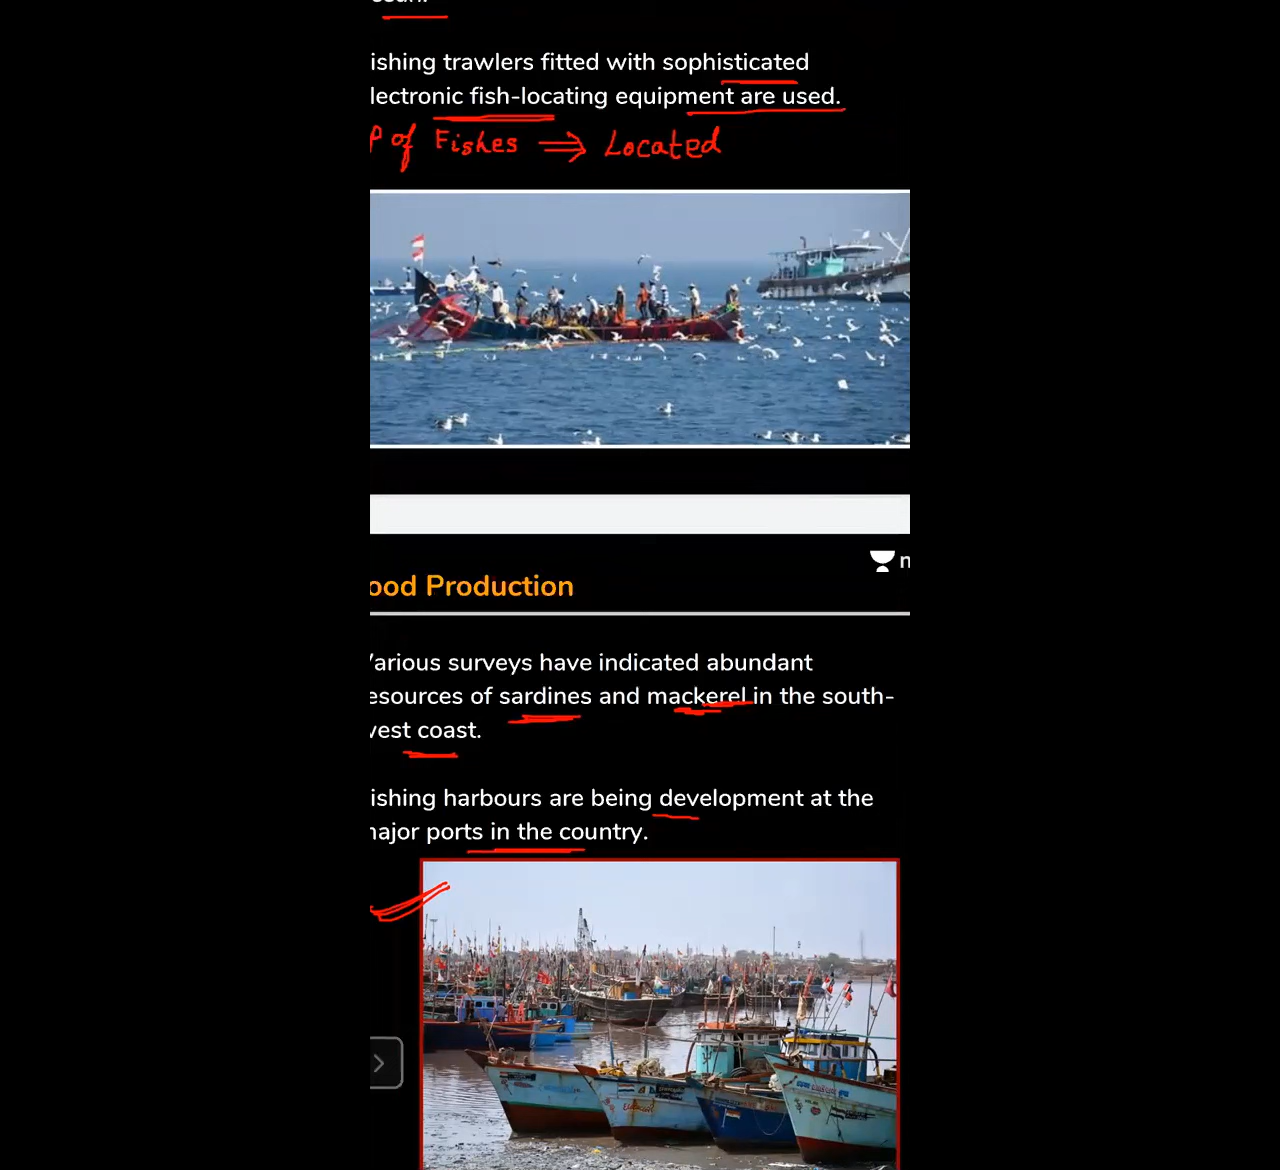 ishing trawlers fitted with sophisticated
lectronic fish-locating equipment are used.
of Fishes ⇒ Located
ood Production
arious surveys have indicated abundant
esources of sardines and mackerel in the south-
vest coast.
ishing harbours are being development at the
najor ports in the country.